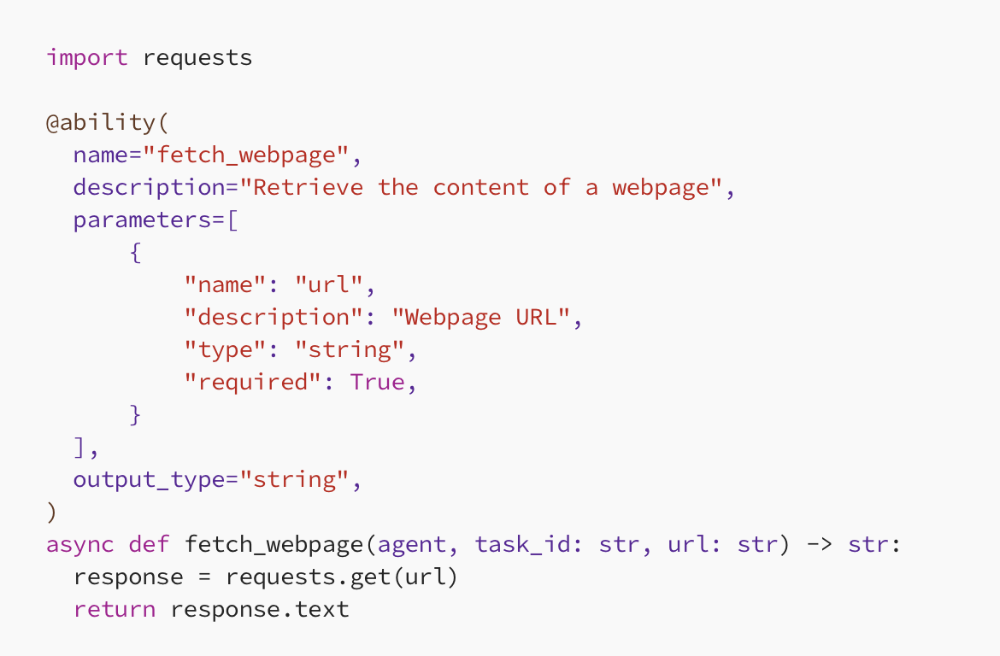 import requests

@ability(
  name="fetch_webpage",
  description="Retrieve the content of a webpage",
  parameters=[
      {
          "name": "url",
          "description": "Webpage URL",
          "type": "string",
          "required": True,
      }
  ],
  output_type="string",
)
async def fetch_webpage(agent, task_id: str, url: str) -> str:
  response = requests.get(url)
  return response.text